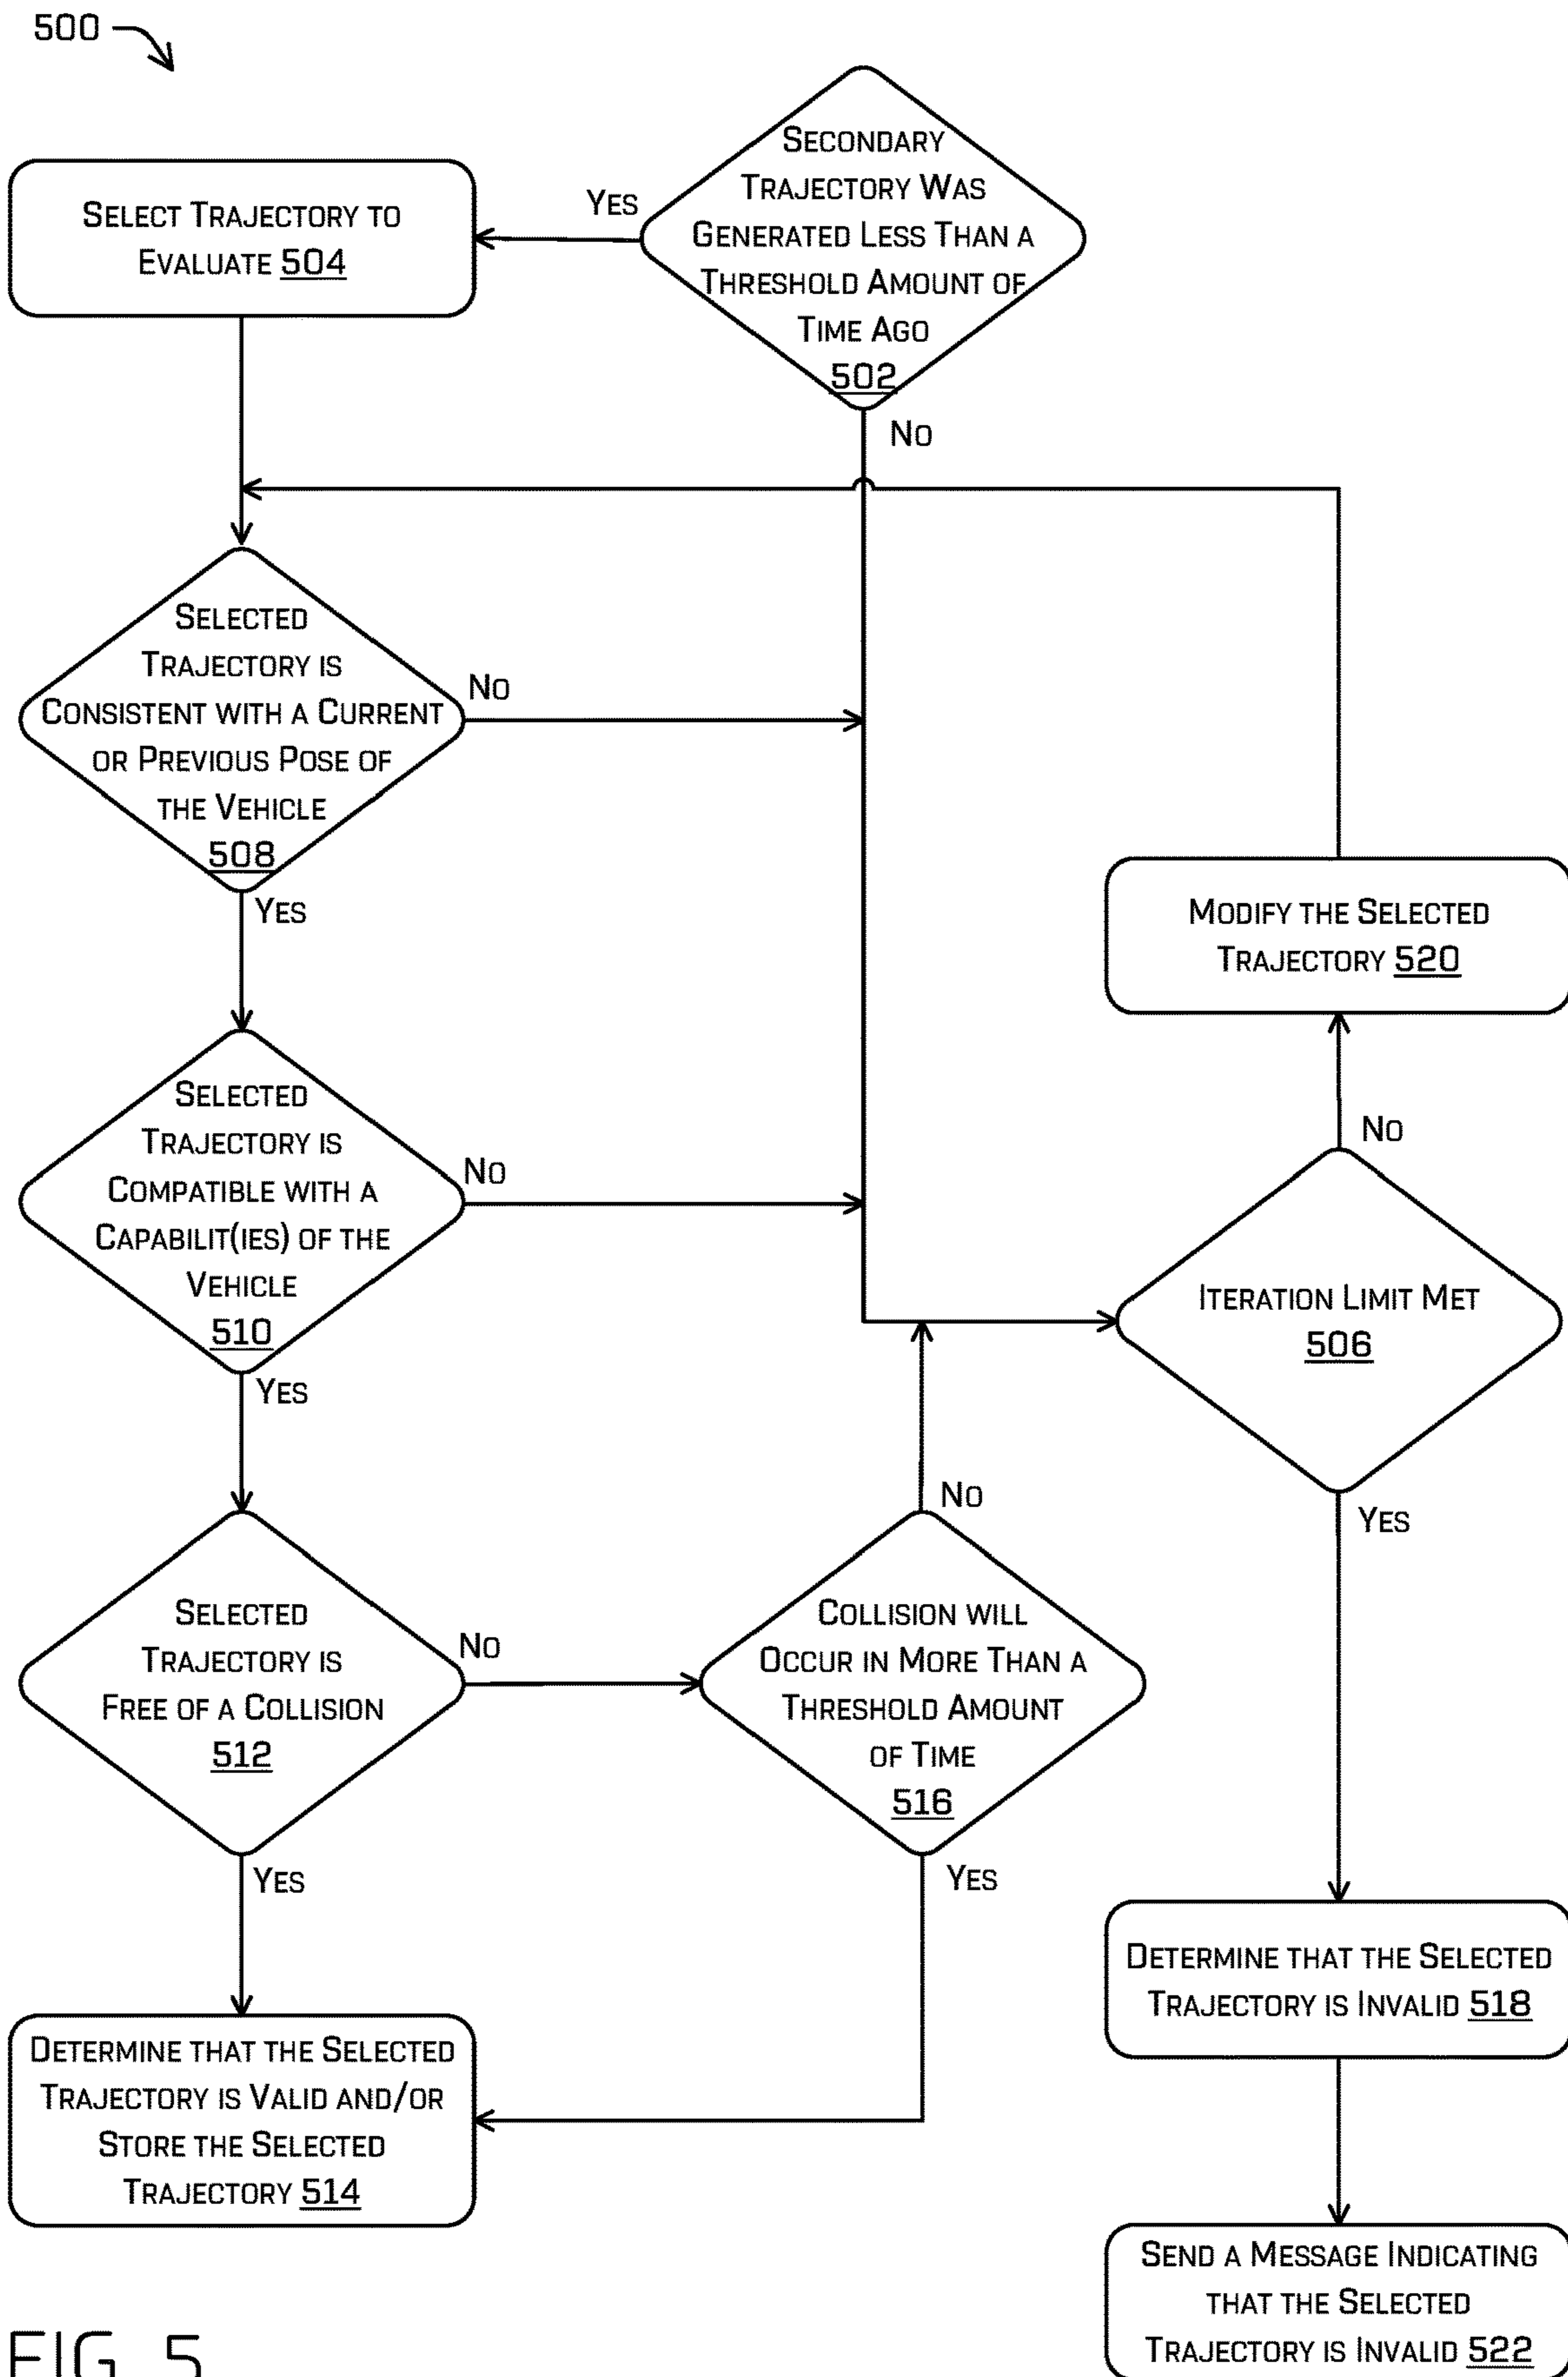 500
Secondary
Trajectory Was
Generated Less Than a
Threshold Amount of
Time Ago
502
Yes
No
Select Trajectory to
Evaluate 504
Selected
Trajectory is
Consistent with a Current
or Previous Pose of
the Vehicle
508
No
Yes
Modify the Selected
Trajectory 520
No
Selected
Trajectory is
Compatible with a
Capabilit(ies) of the
Vehicle
510
No
Yes
Iteration Limit Met
506
Yes
Selected
Trajectory is
Free of a Collision
512
No
Yes
Collision will
Occur in More Than a
Threshold Amount
of Time
516
No
Yes
Determine that the Selected
Trajectory is Valid and/or
Store the Selected
Trajectory 514
Determine that the Selected
Trajectory is Invalid 518
Send a Message Indicating
that the Selected
Trajectory is Invalid 522
FIG. 5